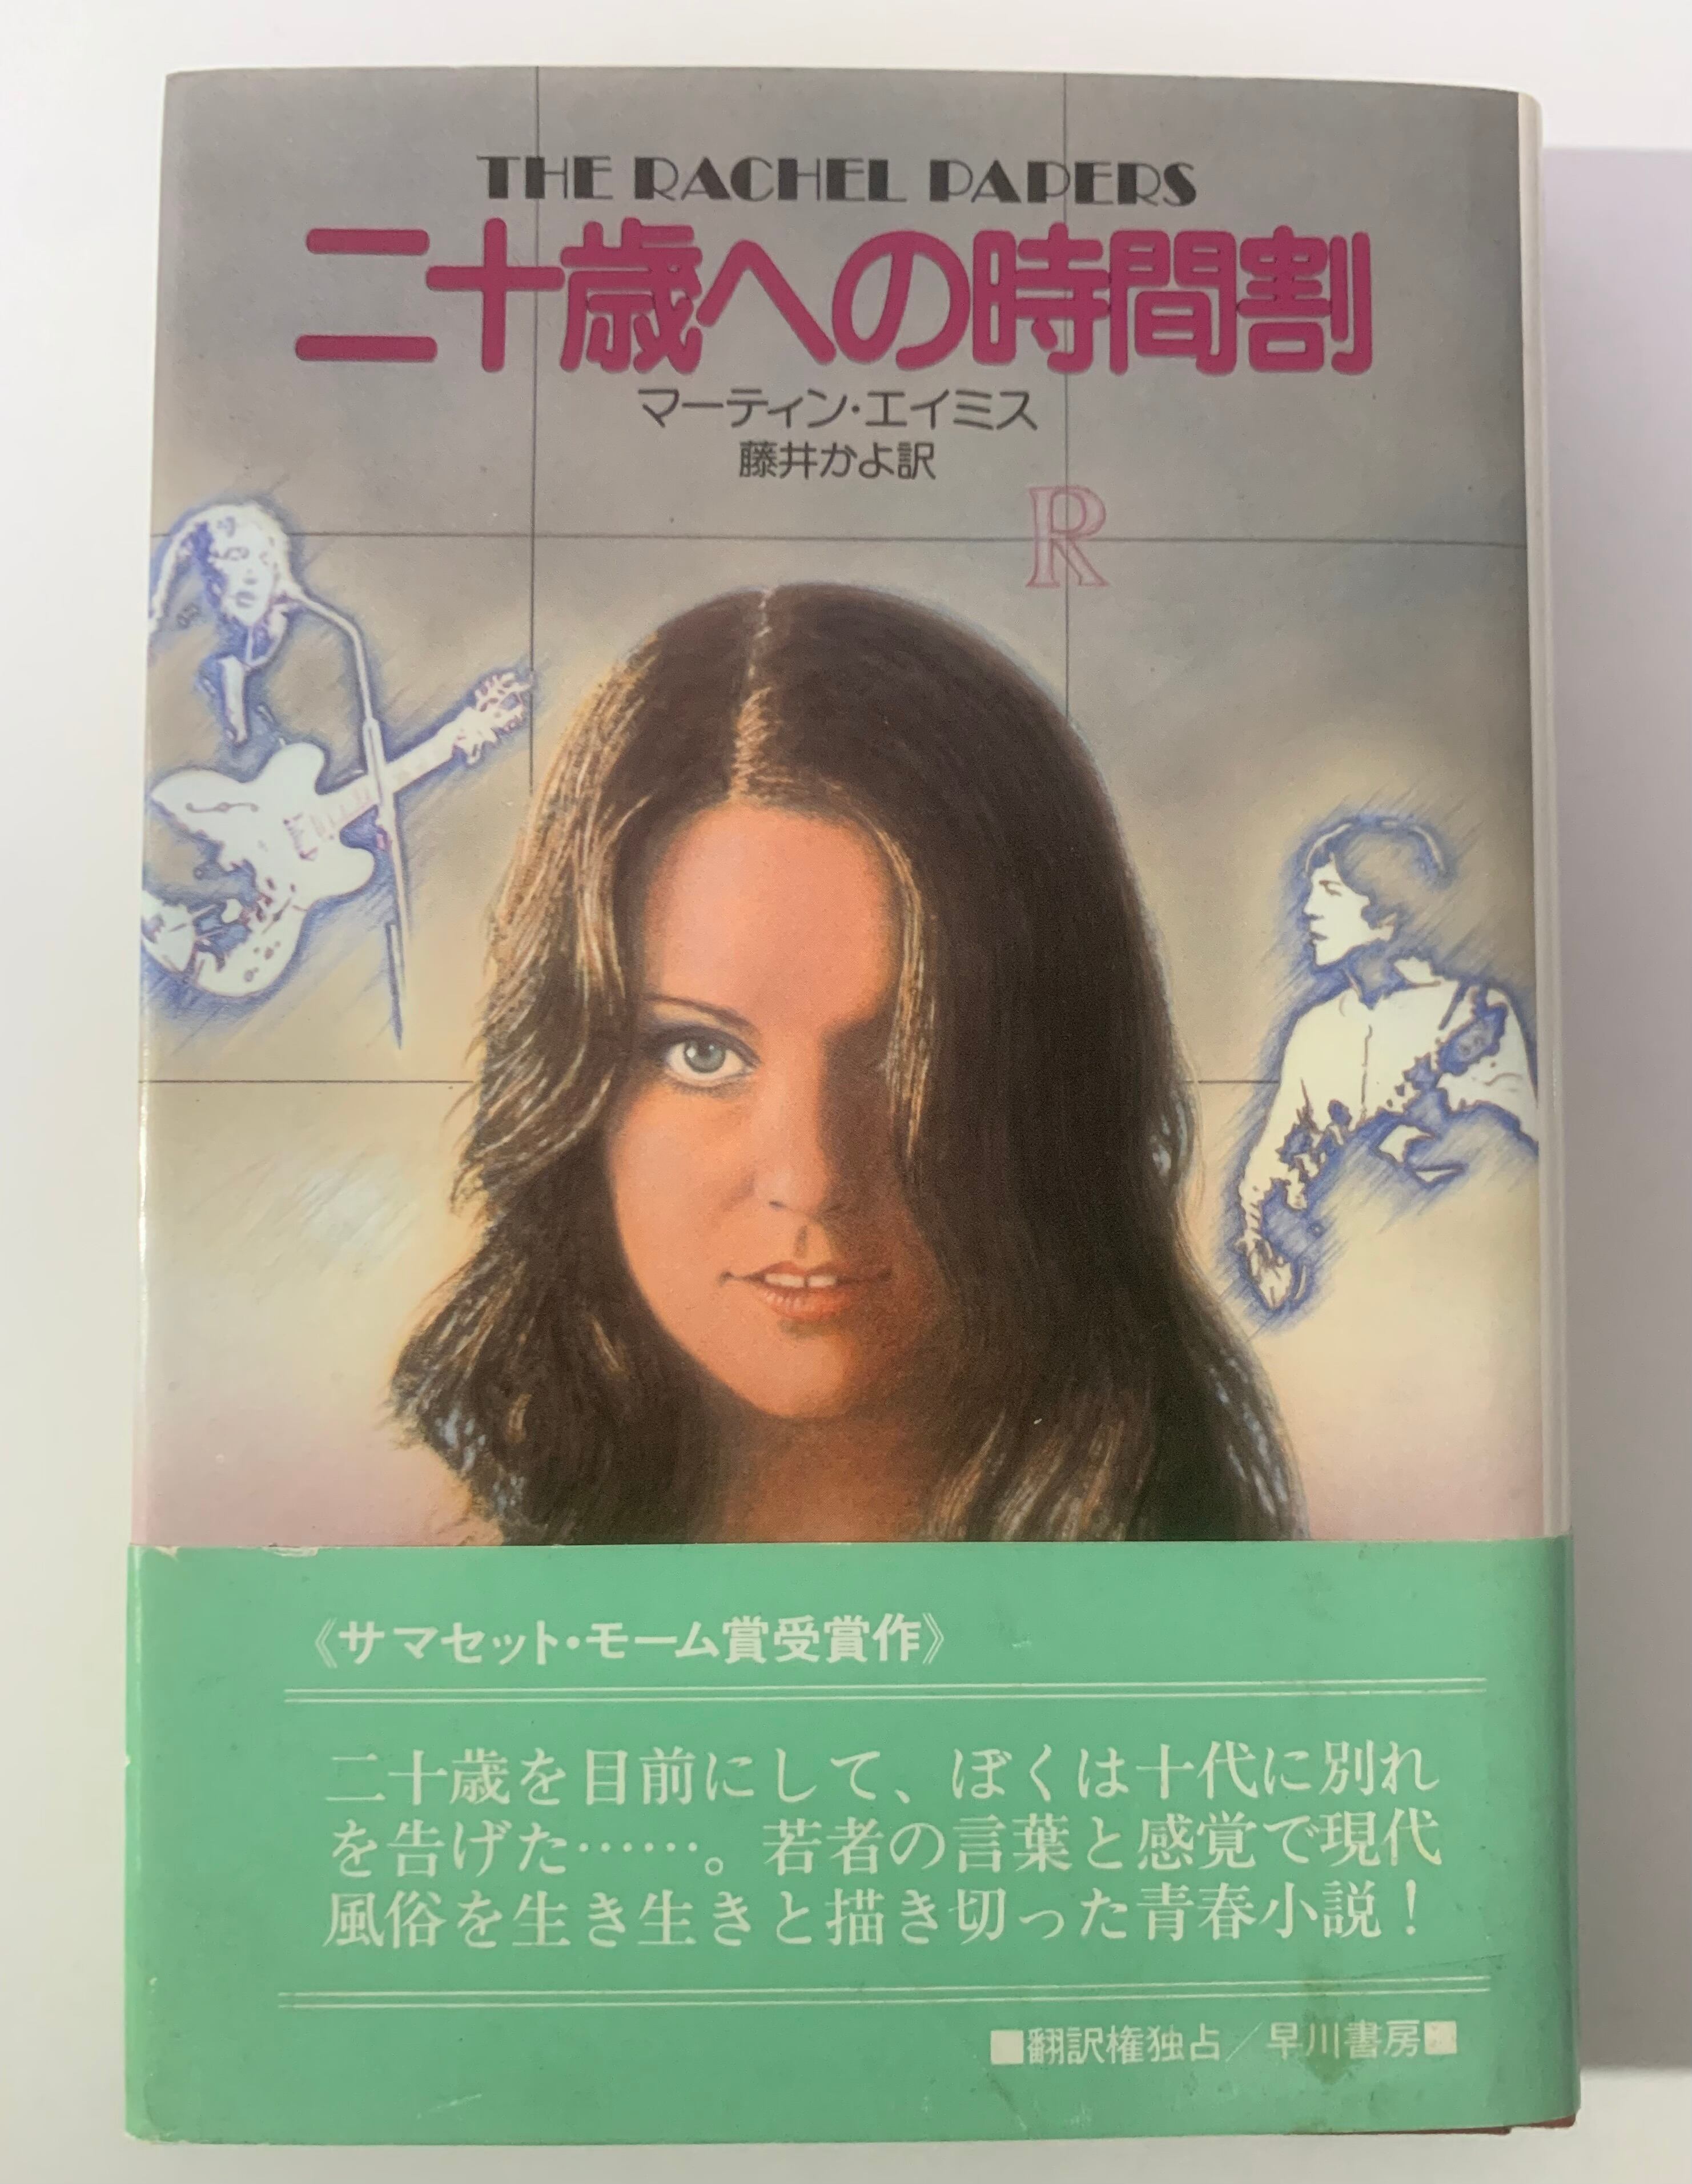 THE RACHEL PAPERS
二十歳への時間割
マーティン・エイミス
藤井かよ訳
R
《サマセット・モーム賞受賞作》
二十歳を目前にして、ぼくは十代に別れ
を告げた……。若者の言葉と感覚で現代
風俗を生き生きと描き切った青春小説！
■翻訳権独占／早川書房■